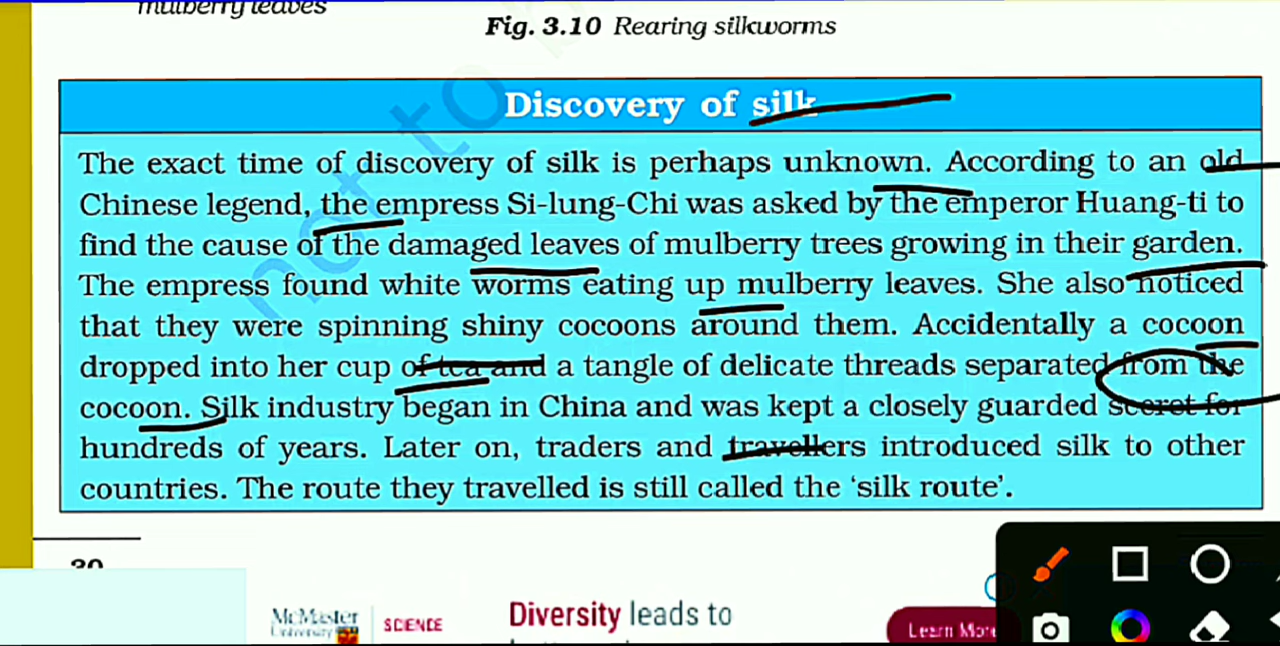 mulberry leaves
Fig. 3.10 Rearing silkworms
Discovery of silk
The exact time of discovery of silk is perhaps unknown. According to an old
Chinese legend, the empress Si-lung-Chi was asked by the emperor Huang-ti to
find the cause of the damaged leaves of mulberry trees growing in their garden.
The empress found white worms eating up mulberry leaves. She also noticed
that they were spinning shiny cocoons around them. Accidentally a cocoon
dropped into her cup of tea and a tangle of delicate threads separated from the
cocoon. Silk industry began in China and was kept a closely guarded secret for
hundreds of years. Later on, traders and travellers introduced silk to other
countries. The route they travelled is still called the ‘silk route’.
not to
McMaster University SCIENCE
Diversity leads to
Learn More